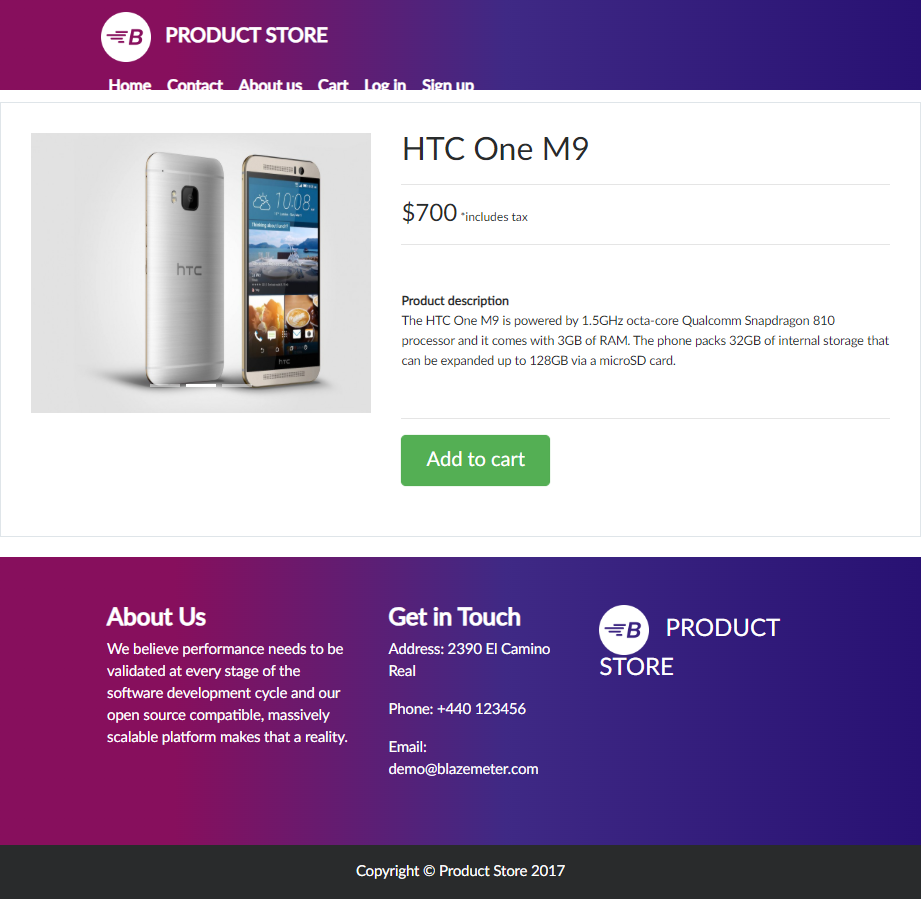 B PRODUCT STORE
Home Contact About us Cart Log in Sign up
HTC One M9
$700 *includes tax
hTC
10:08
hTC
Product description
The HTC One M9 is powered by 1.5GHz octa-core Qualcomm Snapdragon 810
processor and it comes with 3GB of RAM. The phone packs 32GB of internal storage that
can be expanded up to 128GB via a microSD card.
Add to cart
About Us
We believe performance needs to be
validated at every stage of the
software development cycle and our
open source compatible, massively
scalable platform makes that a reality.
Get in Touch
Address: 2390 El Camino
Real
Phone: +440 123456
Email:
demo@blazemeter.com
B PRODUCT
STORE
Copyright © Product Store 2017